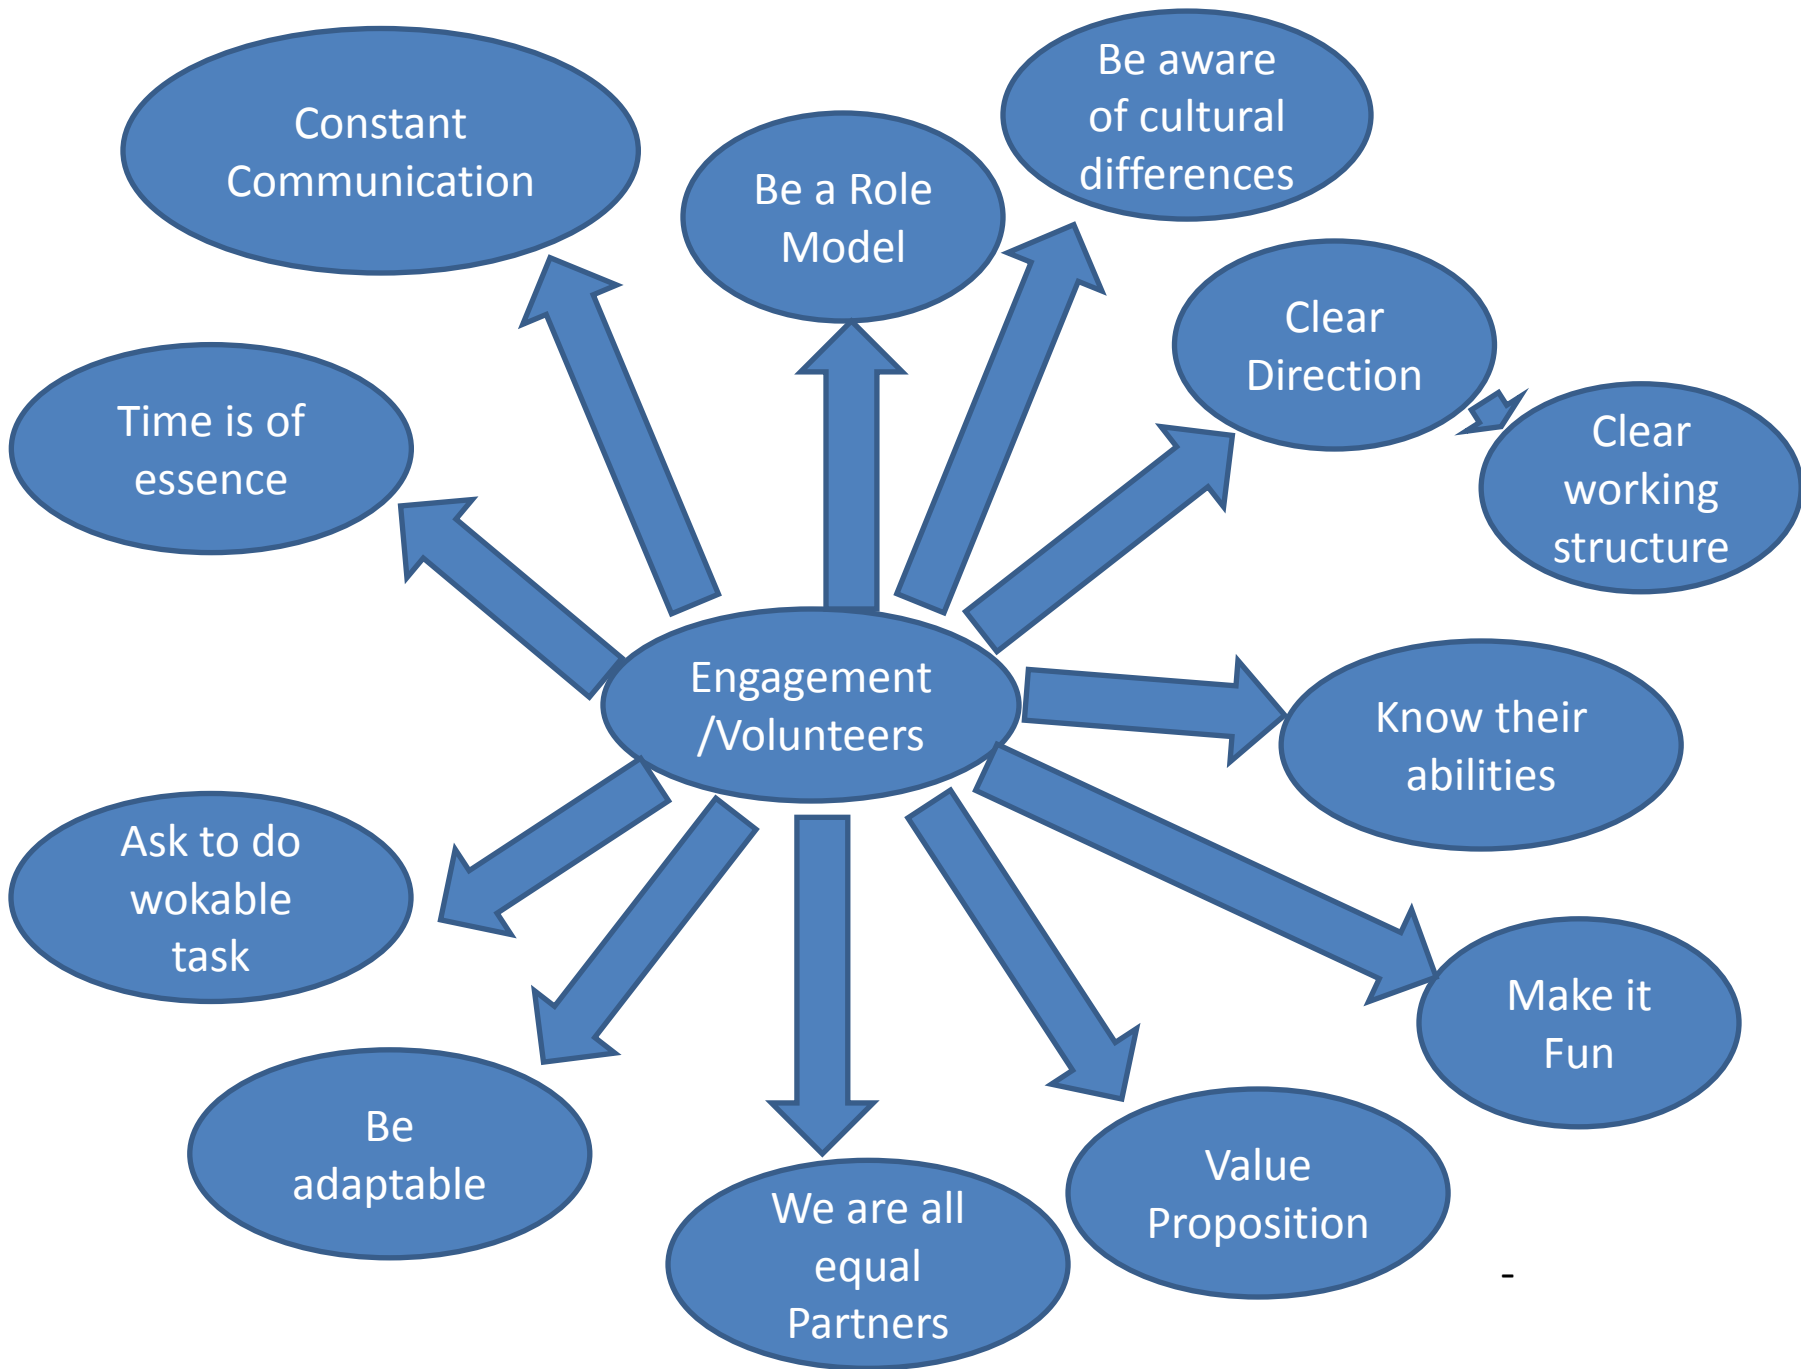 Constant
Communication
Be a Role
Model
Be aware
of cultural
differences
Clear
Direction
Clear
working
structure
Time is of
essence
Engagement
/Volunteers
Know their
abilities
Ask to do
wokable
task
Make it
Fun
Be
adaptable
We are all
equal
Partners
Value
Proposition
-